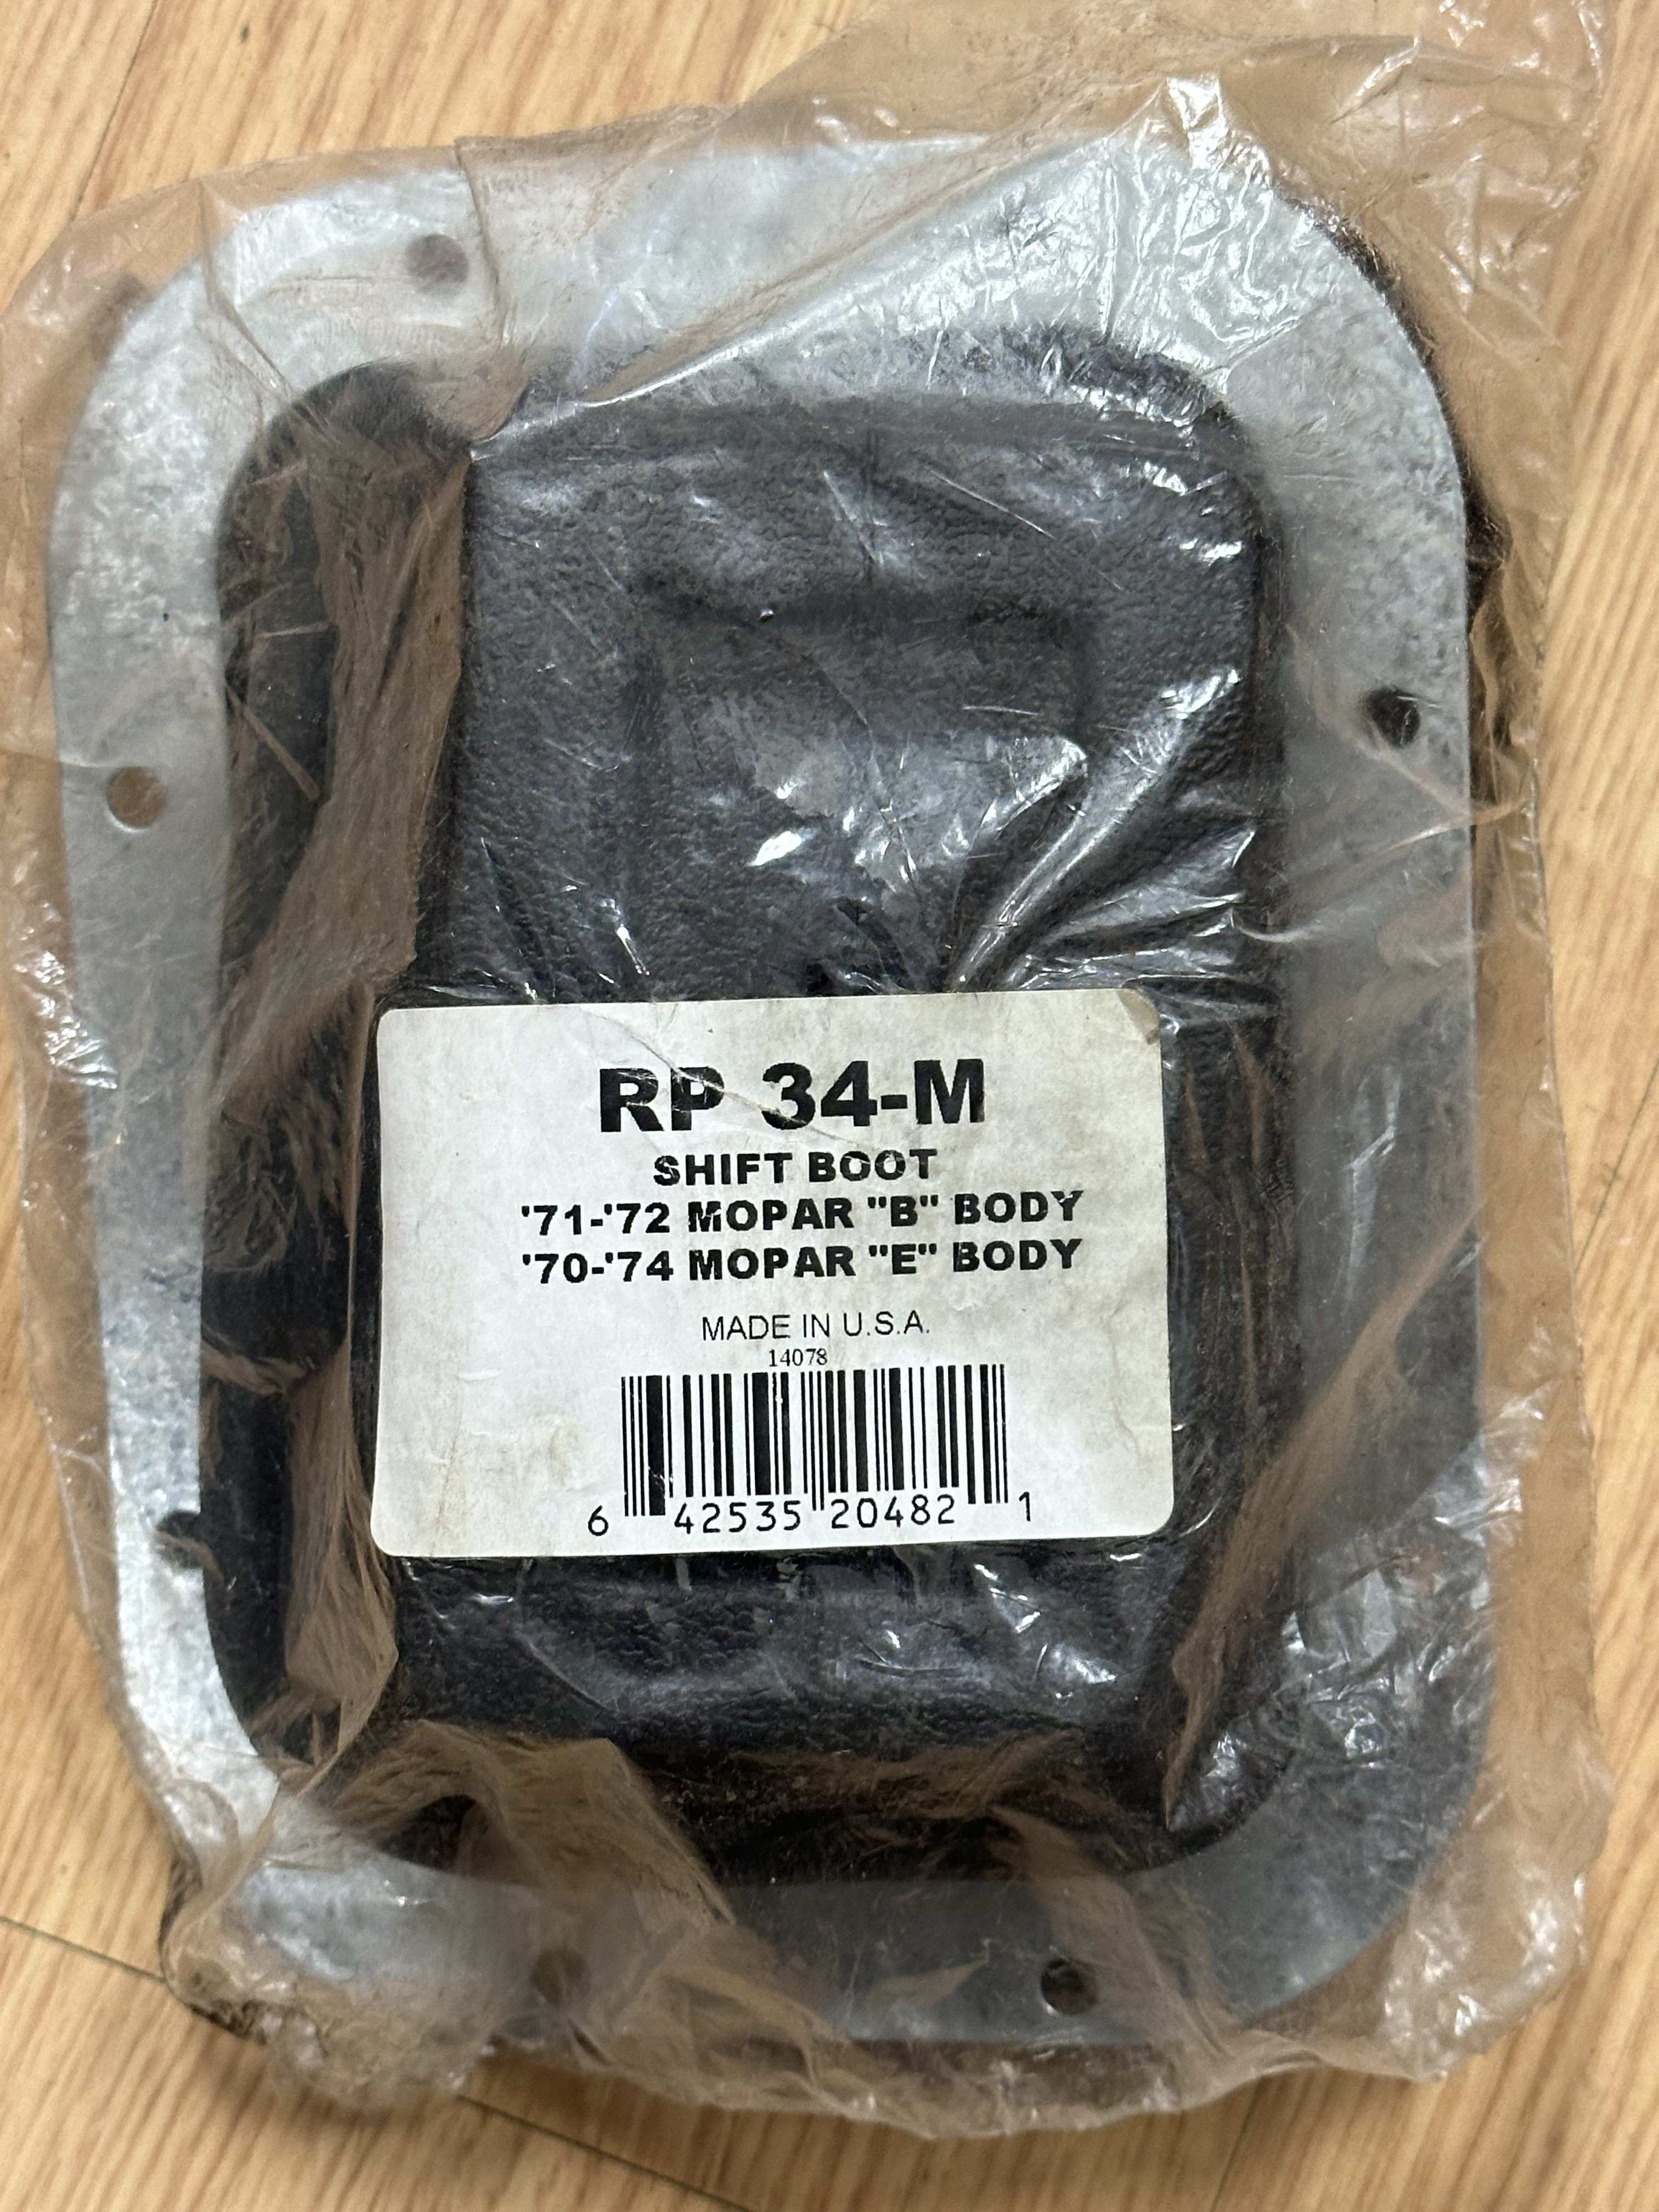 RP 34-M
SHIFT BOOT
'71-'72 MOPAR "B" BODY
'70-'74 MOPAR "E" BODY
MADE IN U.S.A.
14078
6 42535 20482 1